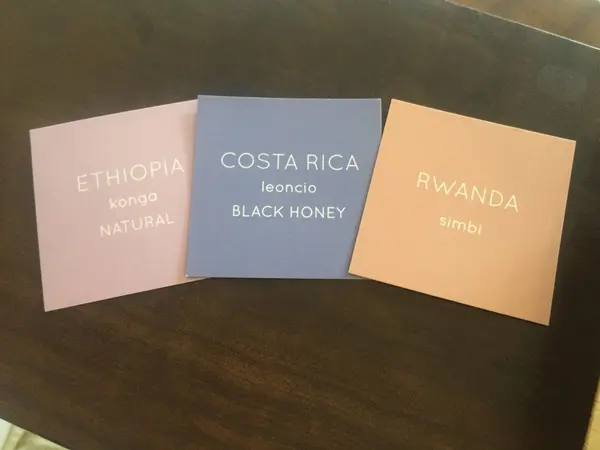 ETHIOPIA
konga
NATURAL
COSTA RICA
leoncio
BLACK HONEY
RWANDA
simbi